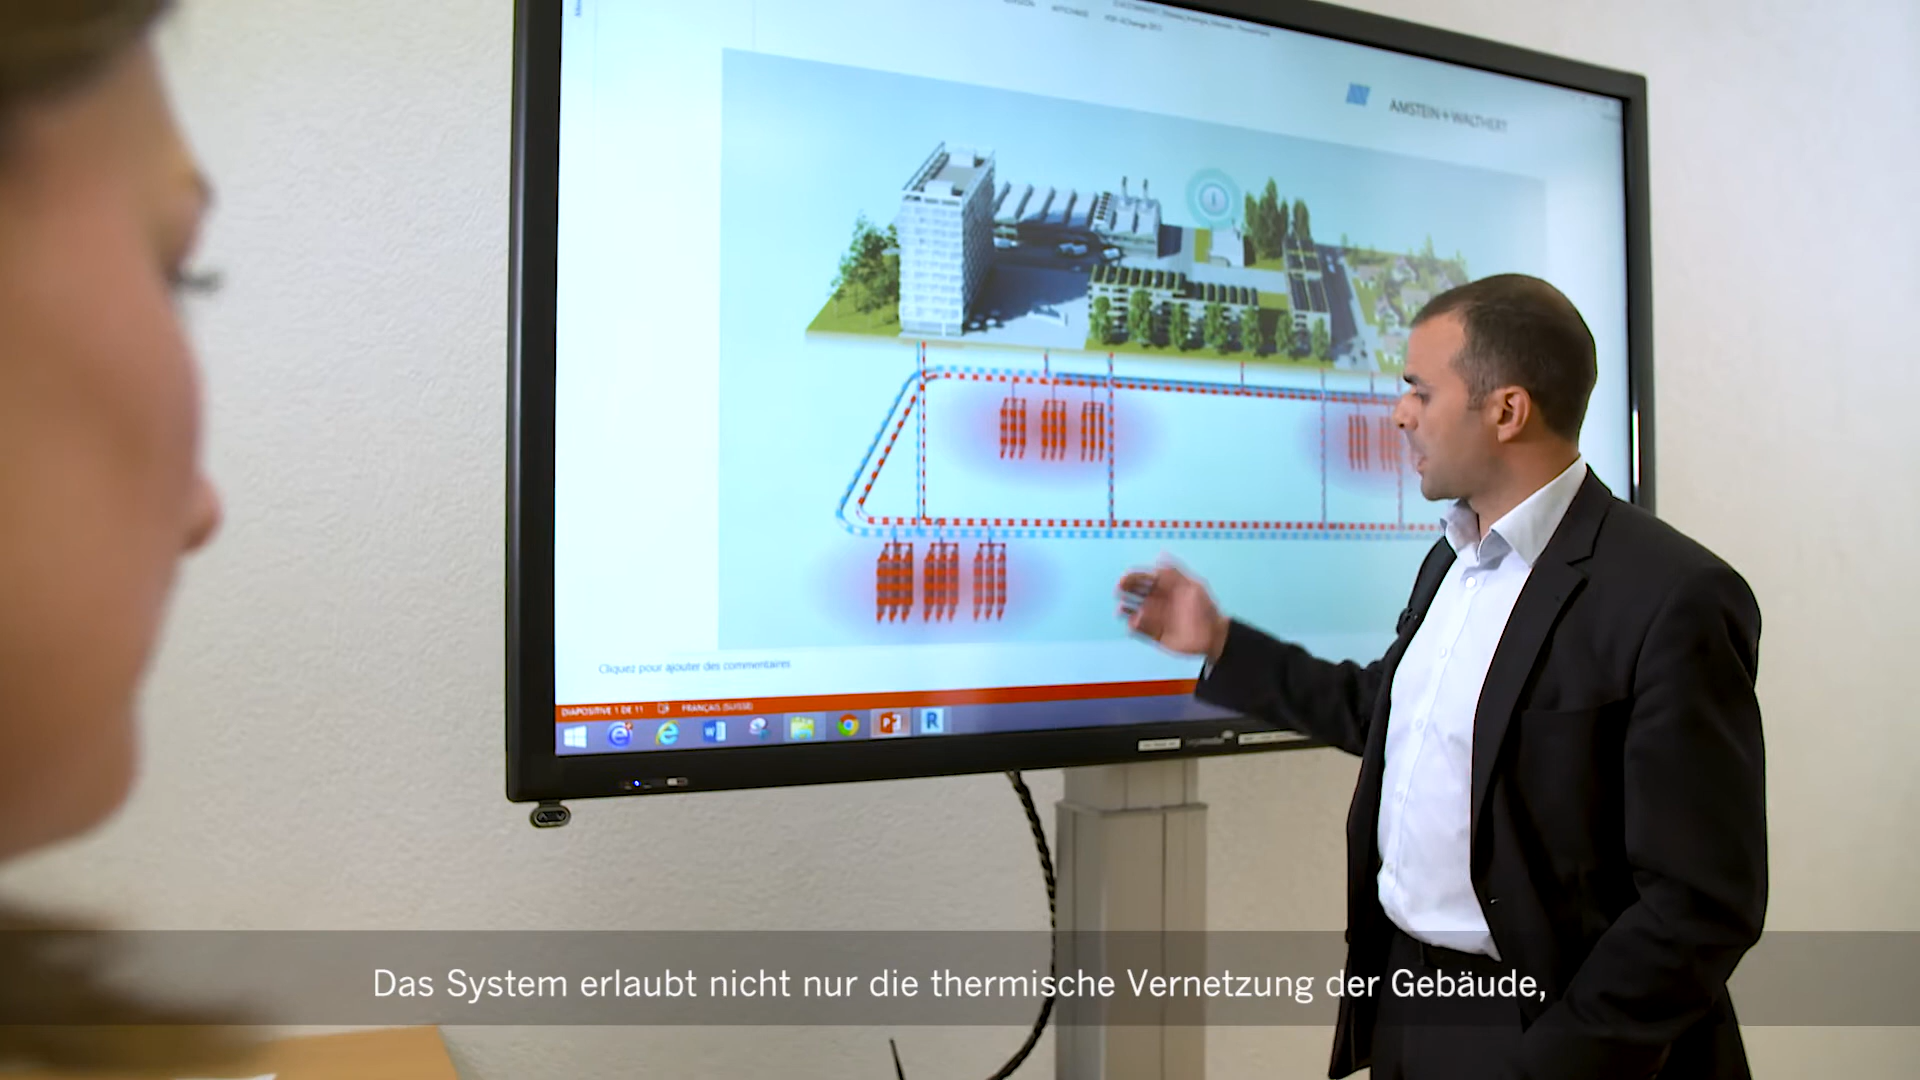 AMSTEIN + WALTHERT
Cliquez pour ajouter des commentaires
DIAPOSITIVE 1 DE 11 FRANÇAIS (SUISSE)
Das System erlaubt nicht nur die thermische Vernetzung der Gebäude,